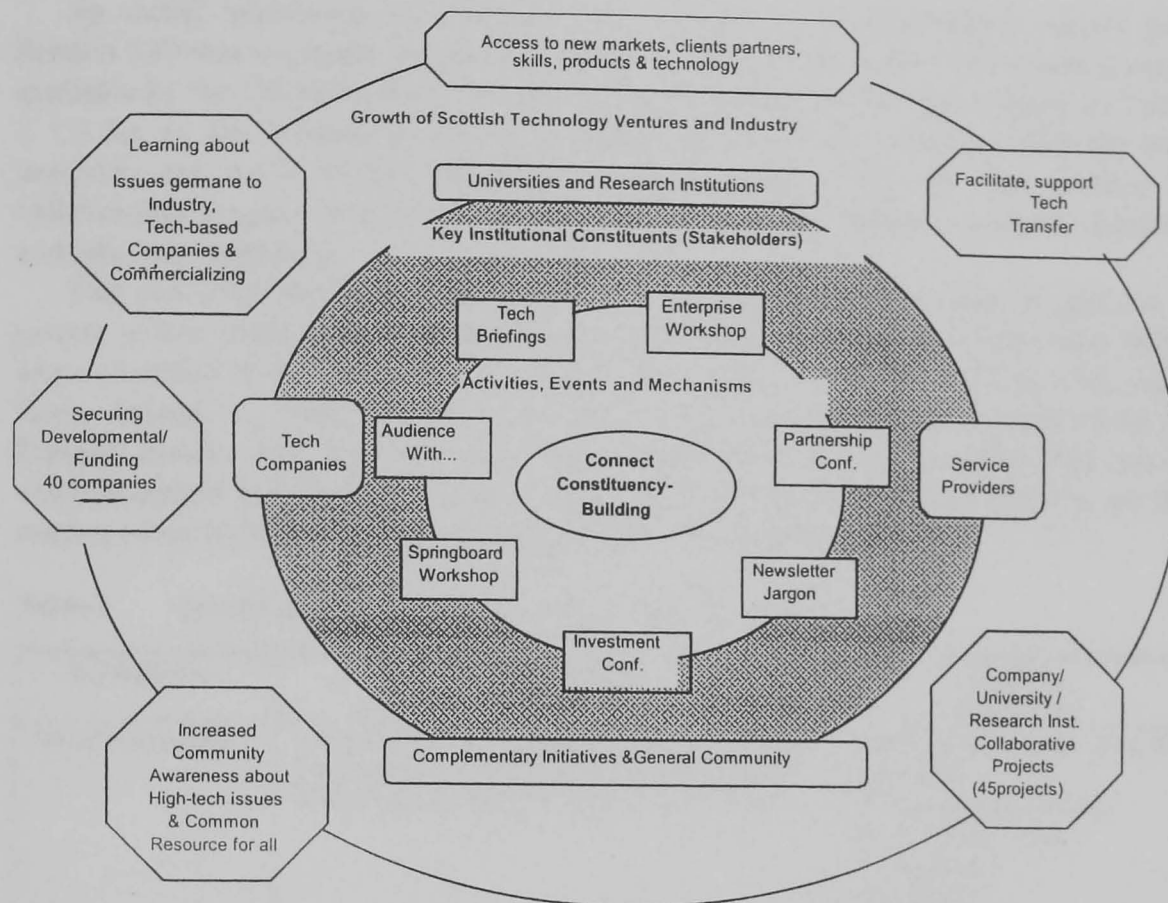 Access to new markets, clients partners,
skills, products & technology
Growth of Scottish Technology Ventures and Industry
Learning about
Issues germane to
Industry,
Tech-based
Companies &
Commercializing
Universities and Research Institutions
Facilitate, support
Tech
Transfer
Key Institutional Constituents (Stakeholders)
Tech
Briefings
Enterprise
Workshop
Activities, Events and Mechanisms
Securing
Developmental/
Funding
40 companies
Tech
Companies
Audience
With...
Connect
Constituency-
Building
Partnership
Conf.
Service
Providers
Springboard
Workshop
Newsletter
Jargon
Investment
Conf.
Increased
Community
Awareness about
High-tech issues
& Common
Resource for all
Complementary Initiatives &General Community
Company/
University /
Research Inst.
Collaborative
Projects
(45projects)